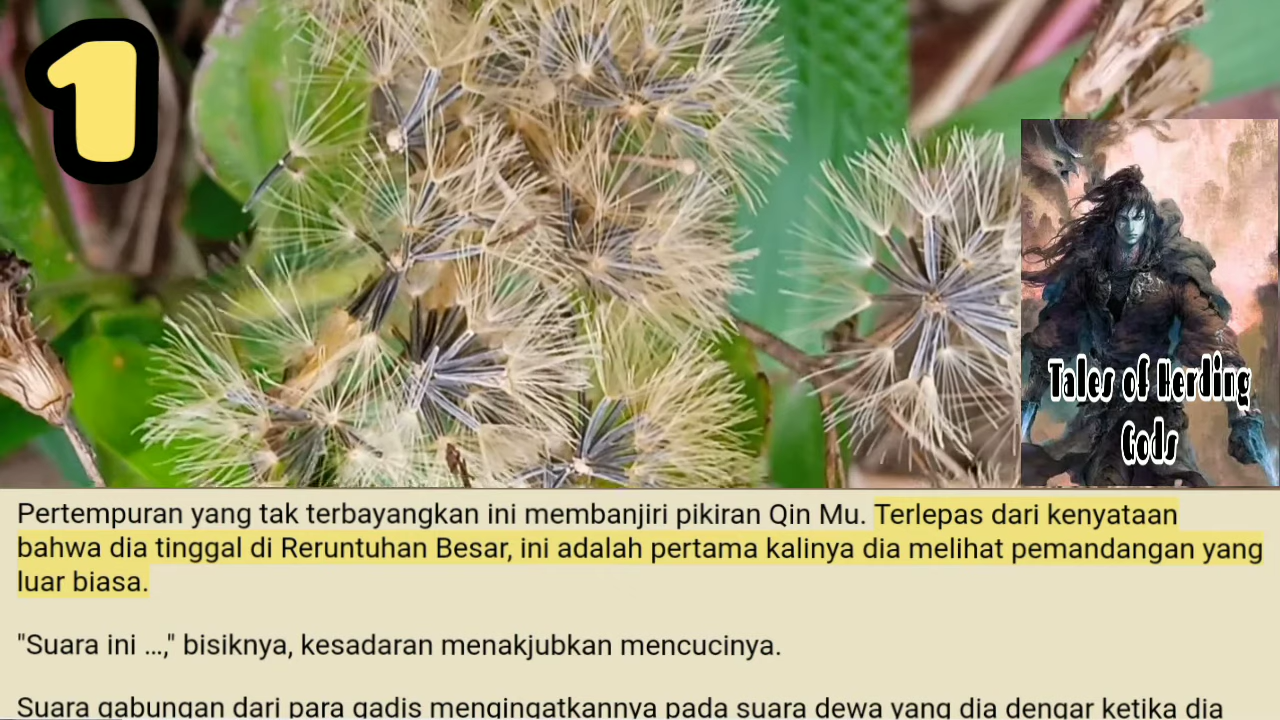 1
Tales of Herding
Gods
Pertempuran yang tak terbayangkan ini membanjiri pikiran Qin Mu. Terlepas dari kenyataan
bahwa dia tinggal di Reruntuhan Besar, ini adalah pertama kalinya dia melihat pemandangan yang
luar biasa.
"Suara ini ...," bisiknya, kesadaran menakjubkan mencucinya.
Suara gabungan dari para gadis mengingatkannya pada suara dewa yang dia dengar ketika dia